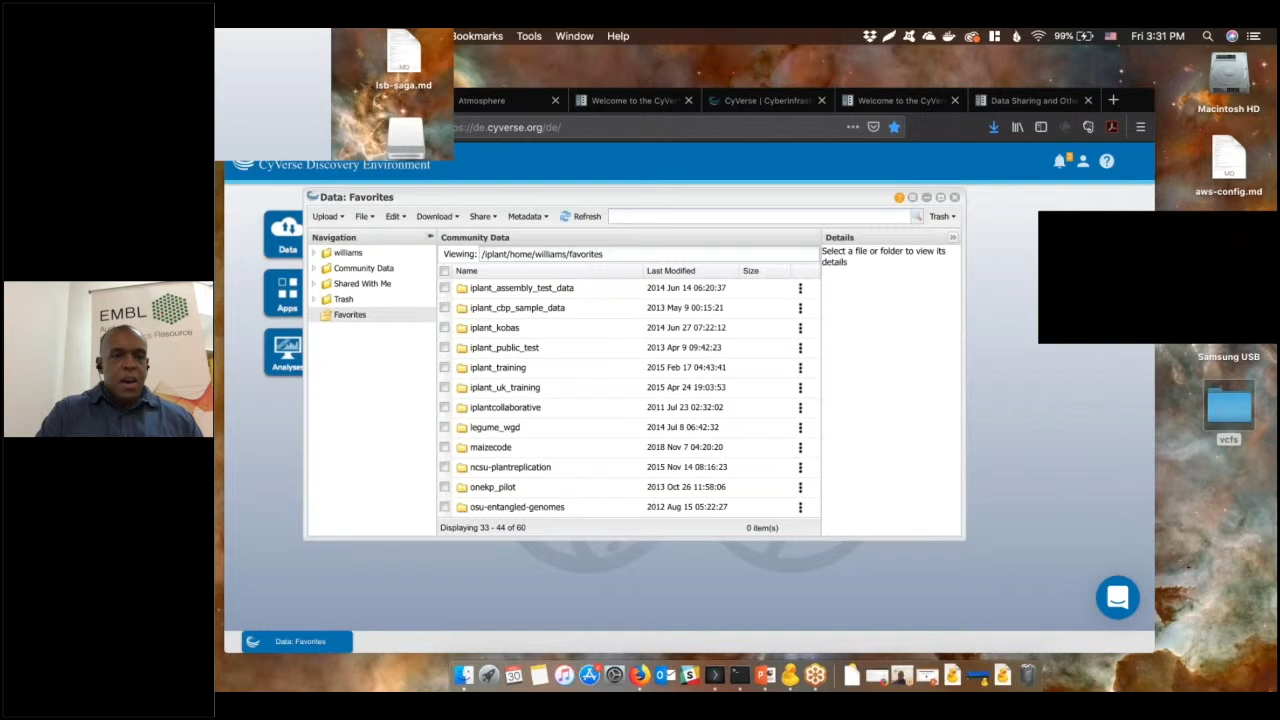 Bookmarks Tools Window Help
99% Fri 3:31 PM
MD
lsb-saga.md
Macintosh HD
Atmosphere
Welcome to the CyVer
CyVerse | Cyberinfrast
Welcome to the CyVer
Data Sharing and Oth
de.cyverse.org/de/
MD
aws-config.md
CyVerse Discovery Environment
Data: Favorites
Upload File Edit Download Share Metadata Refresh Trash
Navigation
Community Data
Details
williams
Community Data
Shared With Me
Trash
Favorites
Viewing: /iplant/home/williams/favorites
Name Last Modified Size
iplant_assembly_test_data 2014 Jun 14 06:20:37
iplant_cbp_sample_data 2013 May 9 00:15:21
iplant_kobas 2014 Jun 27 07:22:12
iplant_public_test 2013 Apr 9 09:42:23
iplant_training 2015 Feb 17 04:43:41
iplant_uk_training 2015 Apr 24 19:03:53
iplantcollaborative 2011 Jul 23 02:32:02
legume_wgd 2014 Jul 8 06:42:32
maizecode 2018 Nov 7 04:20:20
ncsu-plantreplication 2015 Nov 14 08:16:23
onekp_pilot 2013 Oct 26 11:58:06
osu-entangled-genomes 2012 Aug 15 05:22:27
Displaying 33 - 44 of 60 0 item(s)
Select a file or folder to view its
details
Data
Apps
Analyses
EMBL
Samsung USB
vcfs
Data: Favorites
30